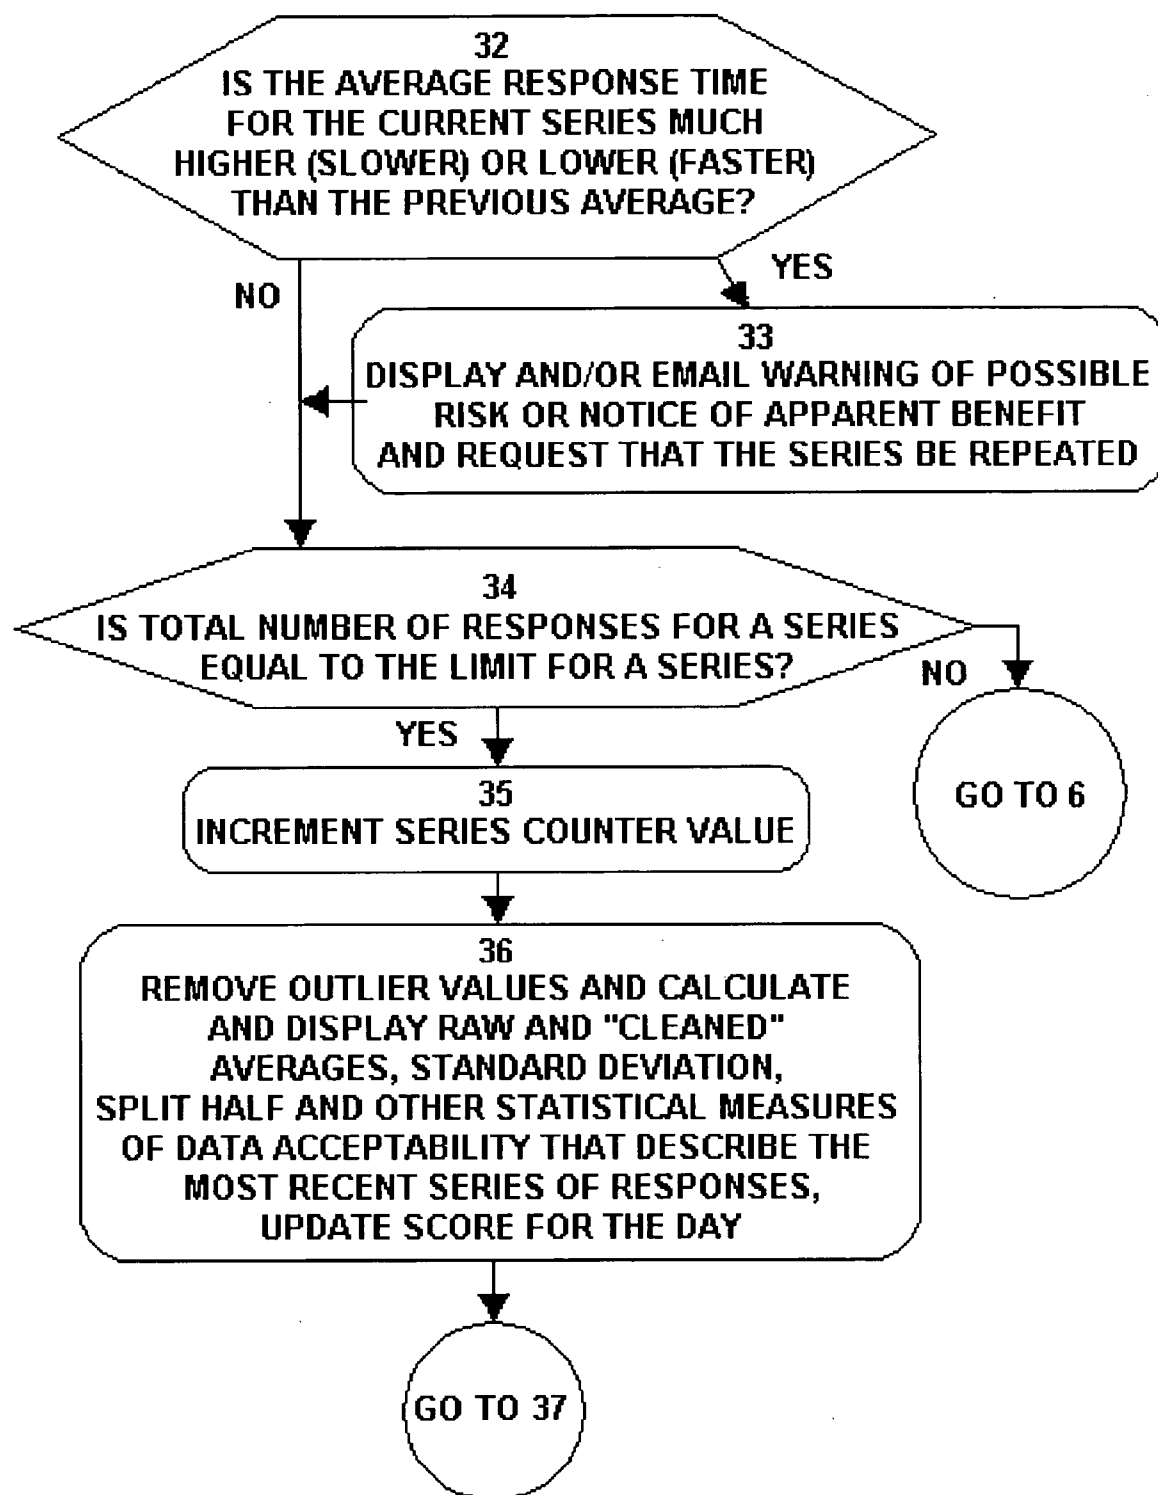 32
IS THE AVERAGE RESPONSE TIME
FOR THE CURRENT SERIES MUCH
HIGHER (SLOWER) OR LOWER (FASTER)
THAN THE PREVIOUS AVERAGE?
NO
YES
33
DISPLAY AND/OR EMAIL WARNING OF POSSIBLE
RISK OR NOTICE OF APPARENT BENEFIT
AND REQUEST THAT THE SERIES BE REPEATED
34
IS TOTAL NUMBER OF RESPONSES FOR A SERIES
EQUAL TO THE LIMIT FOR A SERIES?
NO
YES
GO TO 6
35
INCREMENT SERIES COUNTER VALUE
36
REMOVE OUTLIER VALUES AND CALCULATE
AND DISPLAY RAW AND "CLEANED"
AVERAGES, STANDARD DEVIATION,
SPLIT HALF AND OTHER STATISTICAL MEASURES
OF DATA ACCEPTABILITY THAT DESCRIBE THE
MOST RECENT SERIES OF RESPONSES,
UPDATE SCORE FOR THE DAY
GO TO 37